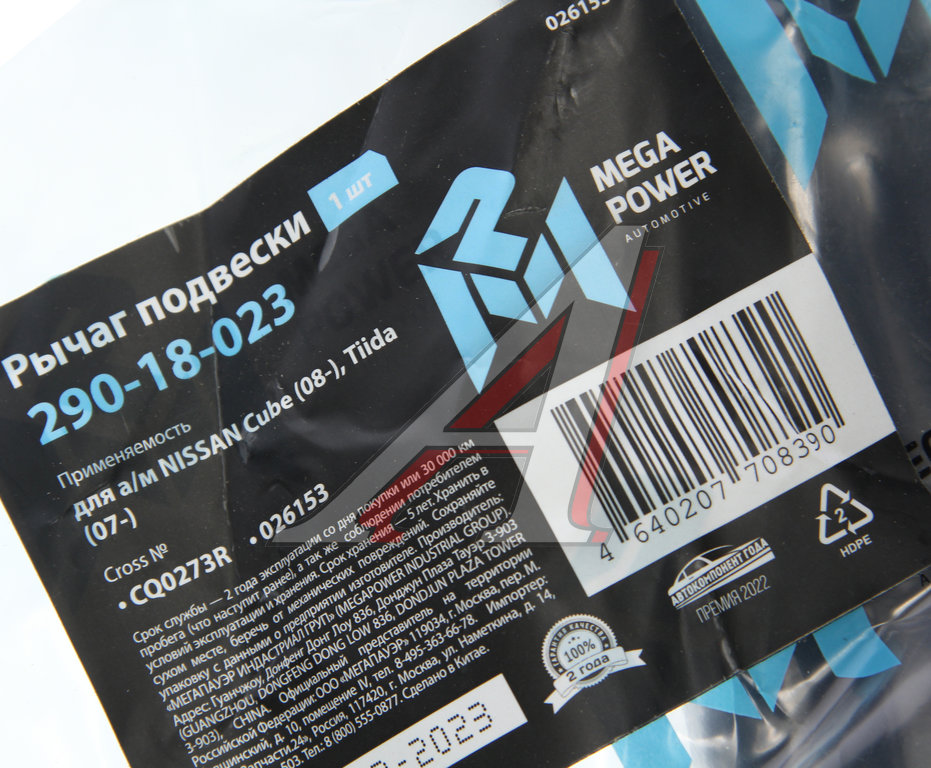 026153
MEGA
POWER
AUTOMOTIVE
Рычаг подвески 1 шт
290-18-023
Применяемость
для а/м NISSAN Cube (08-), Tiida
(07-)
Cross №
• CQ0273R • 026153
Срок службы — 2 года эксплуатации со дня покупки или 30 000 км
пробега (что наступит ранее), а так же соблюдении потребителем
условий эксплуатации и хранения. Срок хранения — 5 лет. Хранить в
сухом месте, беречь от механических повреждений. Сохраняйте
упаковку с данными о предприятии изготовителе. Производитель:
«МЕГАПАУЭР ИНДАСТРИАЛ ГРУП» (MEGAPOWER INDUSTRIAL GROUP)
Адрес: Гуанчжоу, Донфенг Донг Лоу 836, Донджун Плаза Тауэр 3-903
(GUANGZHOU, DONGFENG DONG LOW 836, DONGJUN PLAZA TOWER
3-903), CHINA Официальный представитель на территории
Российской Федерации: ООО «МЕГАПАУЭР» 119034, г. Москва, пер. М.
д. 10, помещение IV, тел. 8-495-363-66-78. Импортер:
Россия, 117420, г. Москва, ул. Наметкина, д. 14,
503. Тел.: 8 (800) 555-0877. Сделано в Китае.
-2023
4 640207 708390
2
HDPE
АВТОКОМПОНЕНТ ГОДА
ПРЕМИЯ 2022
ГАРАНТИЯ КАЧЕСТВА
100%
2 года